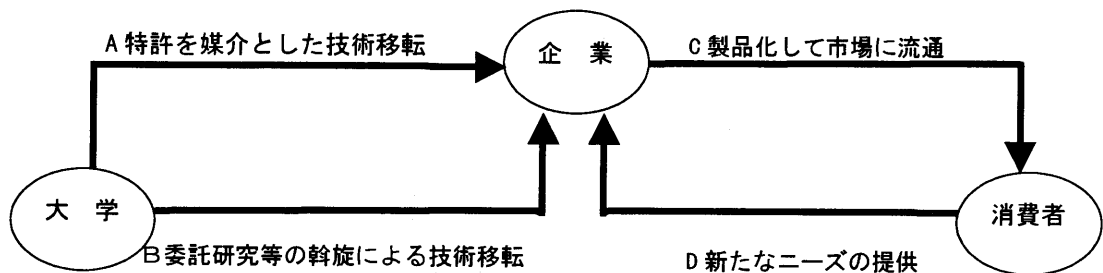 A 特許を媒介とした技術移転
企 業
C 製品化して市場に流通
大 学
消費者
B 委託研究等の斡旋による技術移転
D 新たなニーズの提供